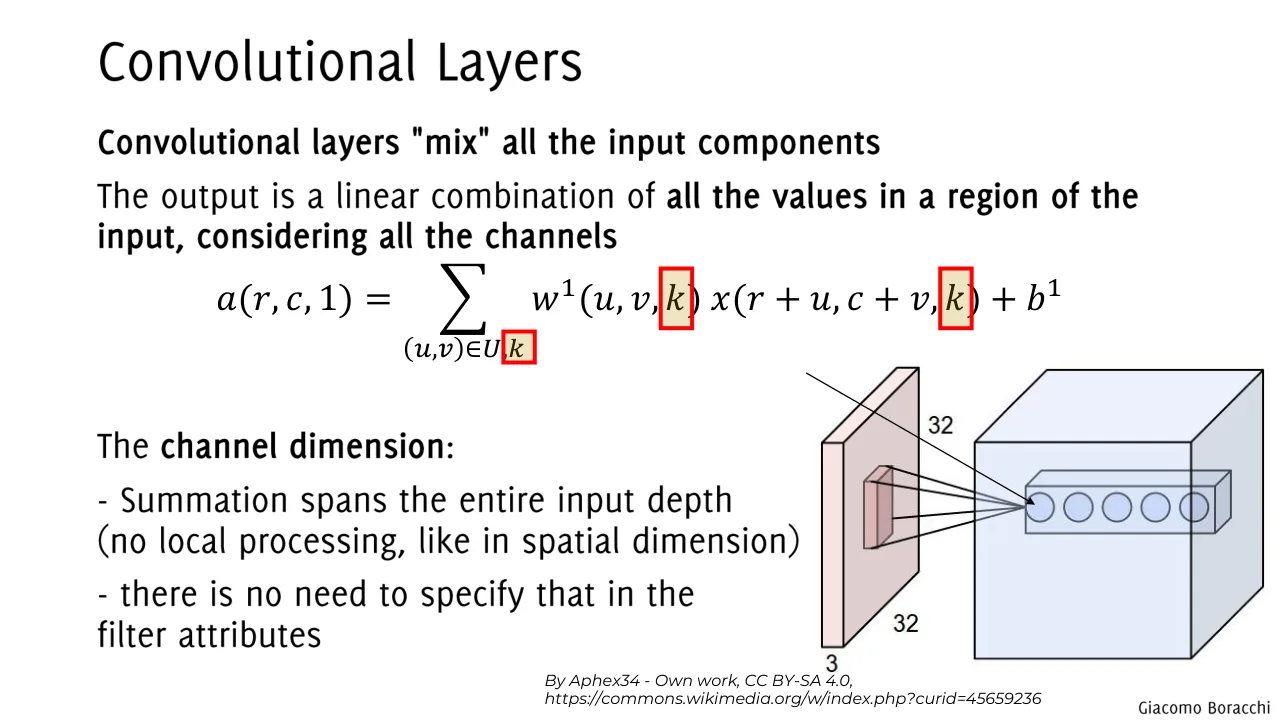 Convolutional Layers
Convolutional layers "mix" all the input components
The output is a linear combination of all the values in a region of the
input, considering all the channels
a(r, c, 1) = ∑ w¹(u, v, k) x(r + u, c + v, k) + b¹
(u,v)∈U,k
The channel dimension:
- Summation spans the entire input depth
(no local processing, like in spatial dimension)
- there is no need to specify that in the
filter attributes
32
32
3
By Aphex34 - Own work, CC BY-SA 4.0,
https://commons.wikimedia.org/w/index.php?curid=45659236
Giacomo Boracchi